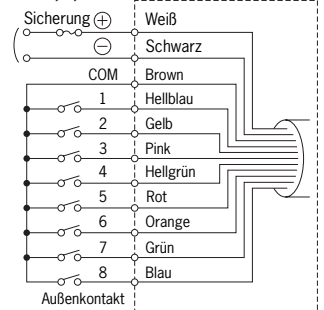 Sicherung ⊕ Weiß
⊖ Schwarz
COM Brown
1 Hellblau
2 Gelb
3 Pink
4 Hellgrün
5 Rot
6 Orange
7 Grün
8 Blau
Außenkontakt